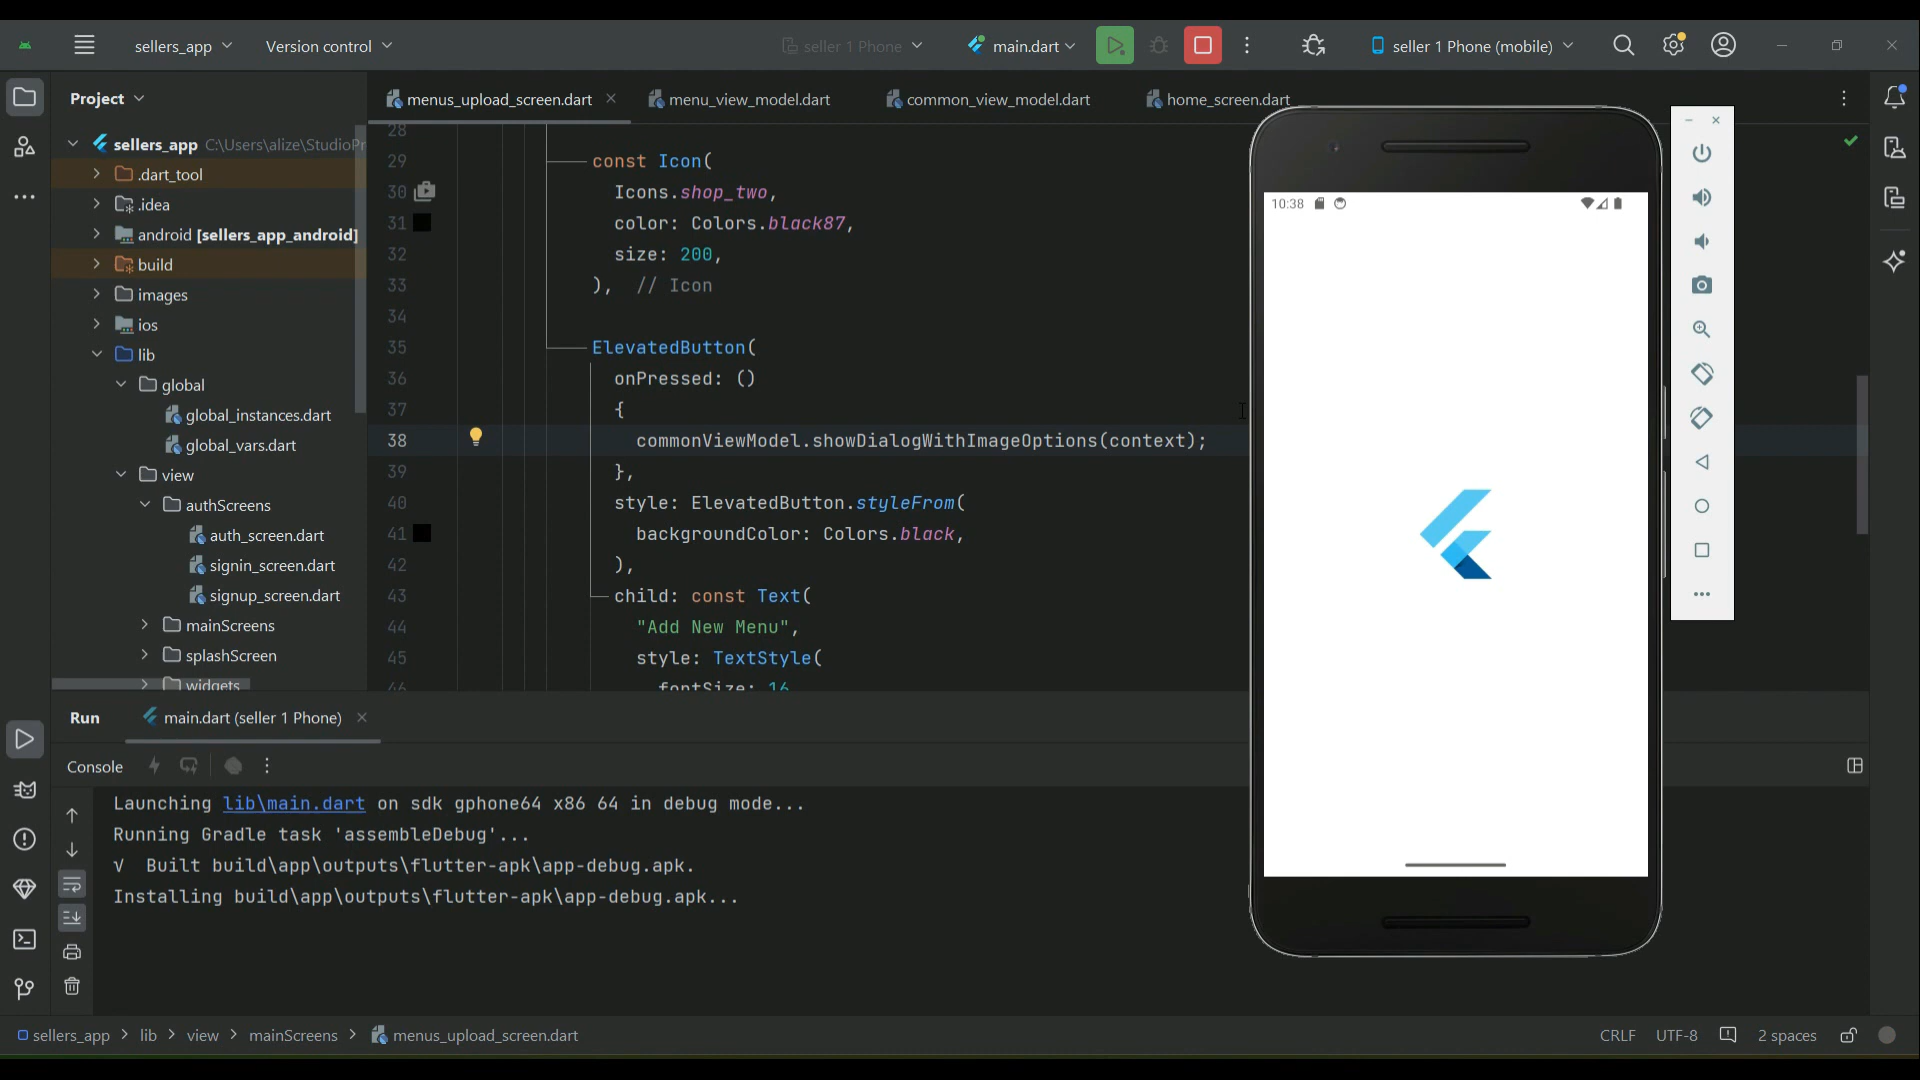 sellers_app
Version control
seller 1 Phone
main.dart
seller 1 Phone (mobile)
Project
menus_upload_screen.dart
menu_view_model.dart
common_view_model.dart
home_screen.dart
sellers_app C:\Users\alize\StudioPr
.dart_tool
.idea
android [sellers_app_android]
build
images
ios
lib
global
global_instances.dart
global_vars.dart
view
authScreens
auth_screen.dart
signin_screen.dart
signup_screen.dart
mainScreens
splashScreen
widgets
28
29 const Icon(
30 Icons.shop_two,
31 color: Colors.black87,
32 size: 200,
33 ), // Icon
34
35 ElevatedButton(
36 onPressed: ()
37 {
38 commonViewModel.showDialogWithImageOptions(context);
39 },
40 style: ElevatedButton.styleFrom(
41 backgroundColor: Colors.black,
42 ),
43 child: const Text(
44 "Add New Menu",
45 style: TextStyle(
46 fontSize: 16
10:38
Run
main.dart (seller 1 Phone)
Console
Launching lib\main.dart on sdk gphone64 x86 64 in debug mode...
Running Gradle task 'assembleDebug'...
√ Built build\app\outputs\flutter-apk\app-debug.apk.
Installing build\app\outputs\flutter-apk\app-debug.apk...
sellers_app > lib > view > mainScreens > menus_upload_screen.dart
CRLF UTF-8 2 spaces